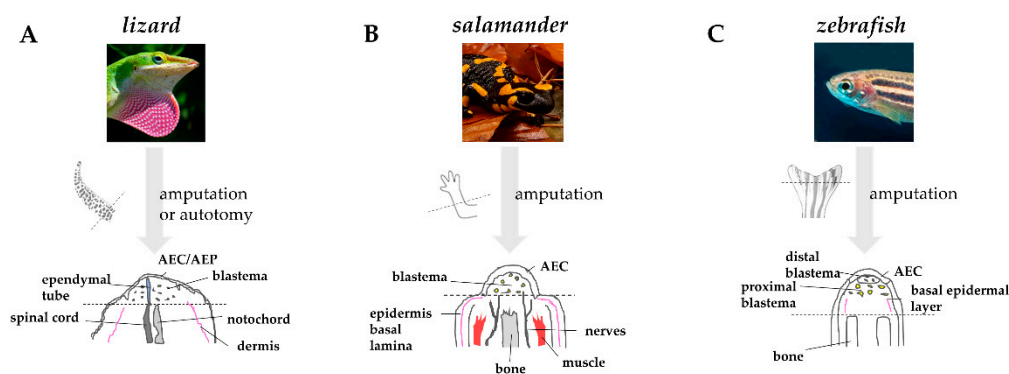 A
lizard
amputation
or autotomy
AEC/AEP
ependymal
tube
blastema
spinal cord
notochord
dermis
B
salamander
amputation
blastema
AEC
epidermis
basal
lamina
nerves
muscle
bone
C
zebrafish
amputation
distal
blastema
AEC
proximal
blastema
basal epidermal
layer
bone